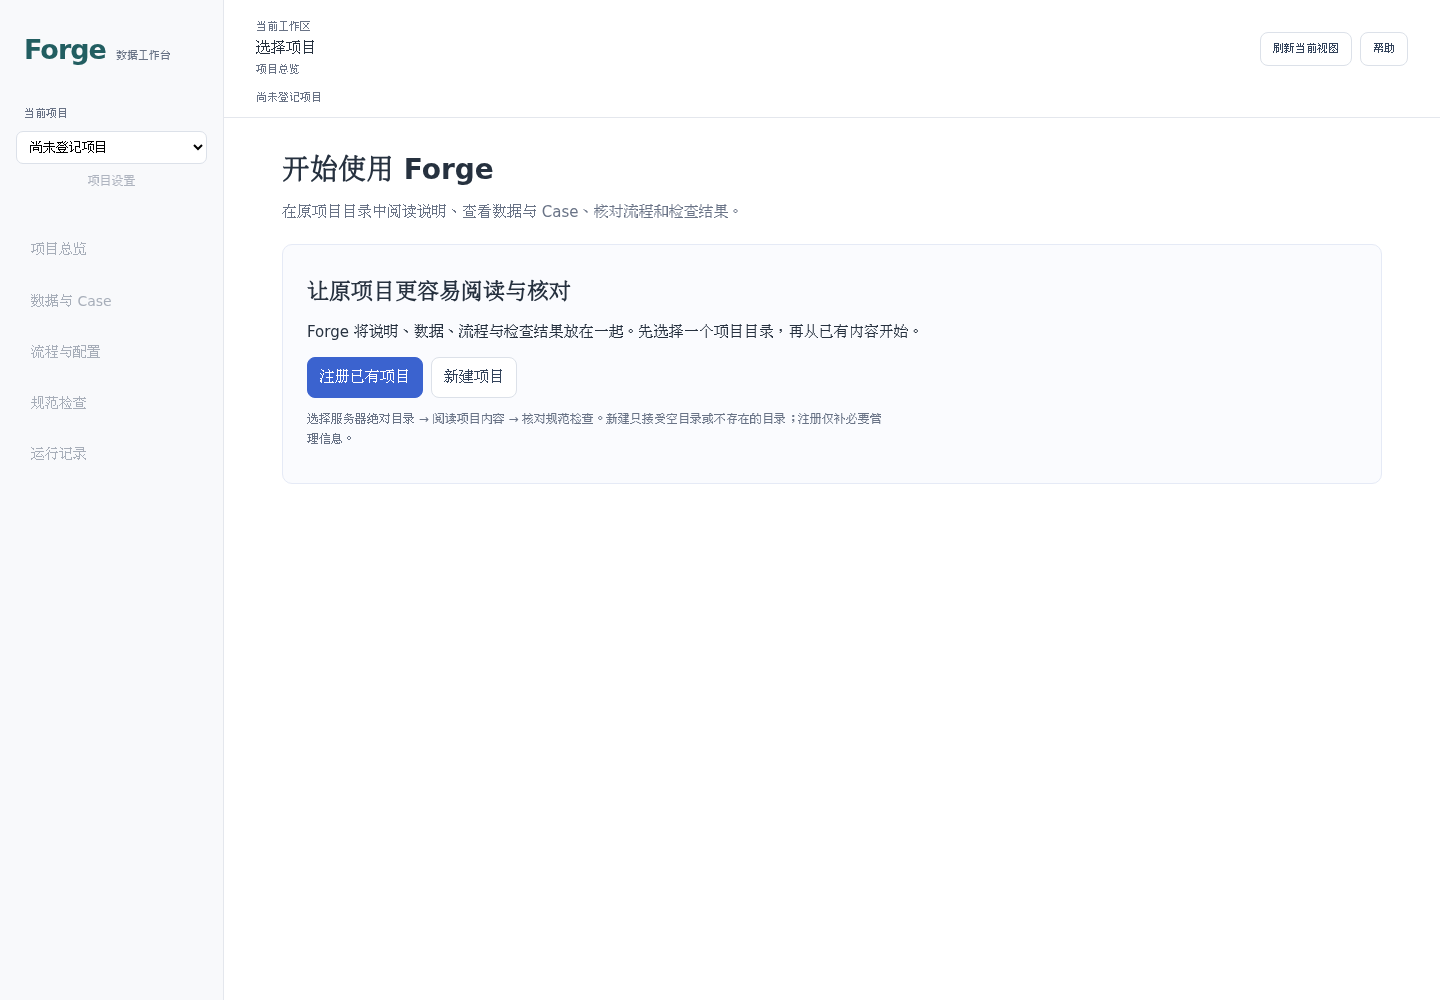 Forge 数据工作台
当前项目
尚未登记项目
项目设置
项目总览
数据与 Case
流程与配置
规范检查
运行记录
当前工作区
选择项目
项目总览
尚未登记项目
刷新当前视图
帮助
开始使用 Forge
在原项目目录中阅读说明、查看数据与 Case、核对流程和检查结果。
让原项目更容易阅读与核对
Forge 将说明、数据、流程与检查结果放在一起。先选择一个项目目录，再从已有内容开始。
注册已有项目
新建项目
选择服务器绝对目录 → 阅读项目内容 → 核对规范检查。新建只接受空目录或不存在的目录；注册仅补必要管
理信息。